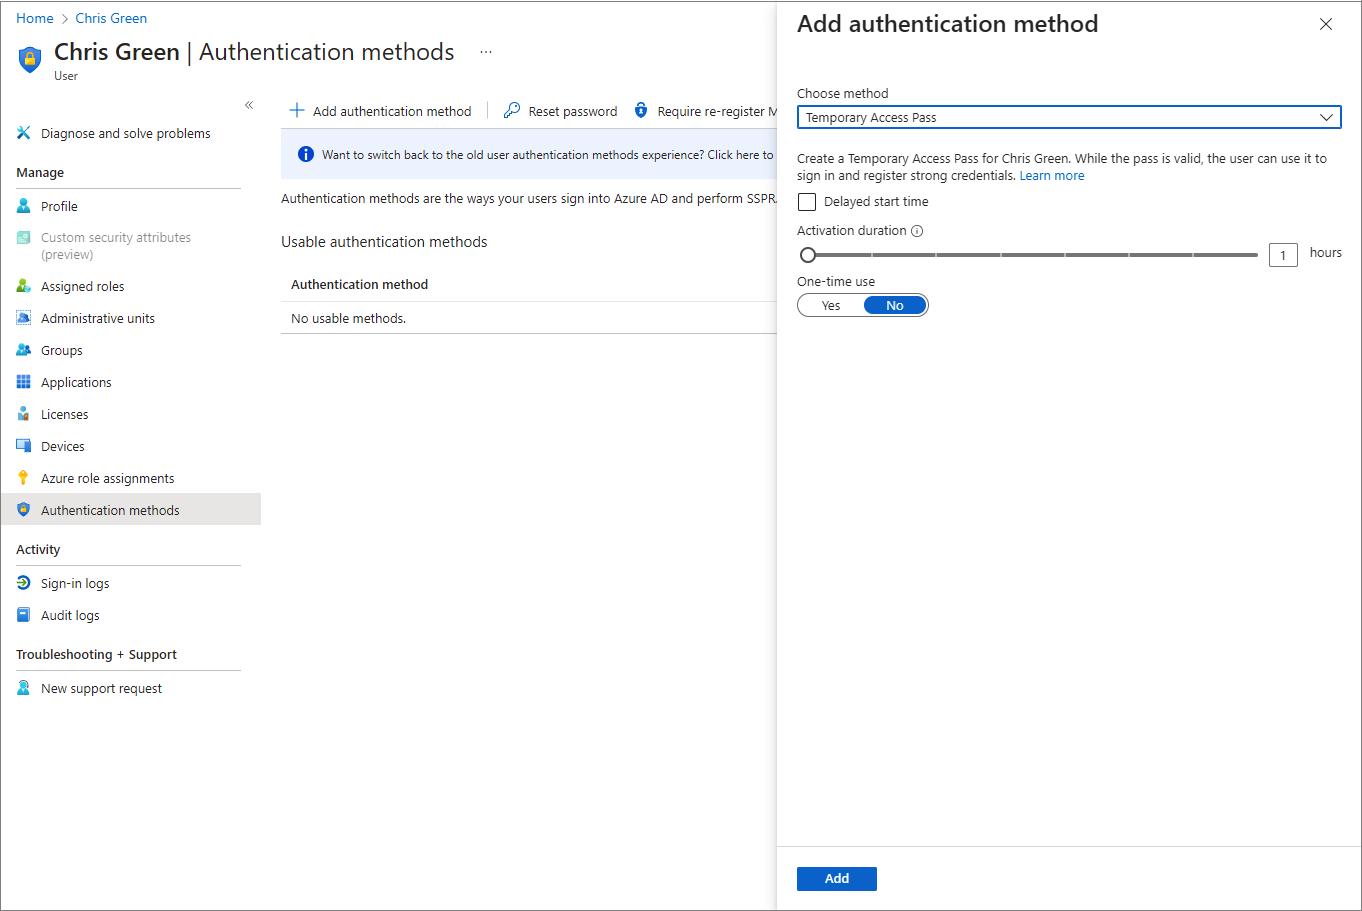 Home > Chris Green
Chris Green | Authentication methods ...
User
«
Diagnose and solve problems
Manage
Profile
Custom security attributes
(preview)
Assigned roles
Administrative units
Groups
Applications
Licenses
Devices
Azure role assignments
Authentication methods
Activity
Sign-in logs
Audit logs
Troubleshooting + Support
New support request
Add authentication method
Reset password
Require re-register M
Want to switch back to the old user authentication methods experience? Click here to
Authentication methods are the ways your users sign into Azure AD and perform SSPR.
Usable authentication methods
Authentication method
No usable methods.
Add authentication method
Choose method
Temporary Access Pass
Create a Temporary Access Pass for Chris Green. While the pass is valid, the user can use it to
sign in and register strong credentials. Learn more
Delayed start time
Activation duration
1 hours
One-time use
Yes No
Add